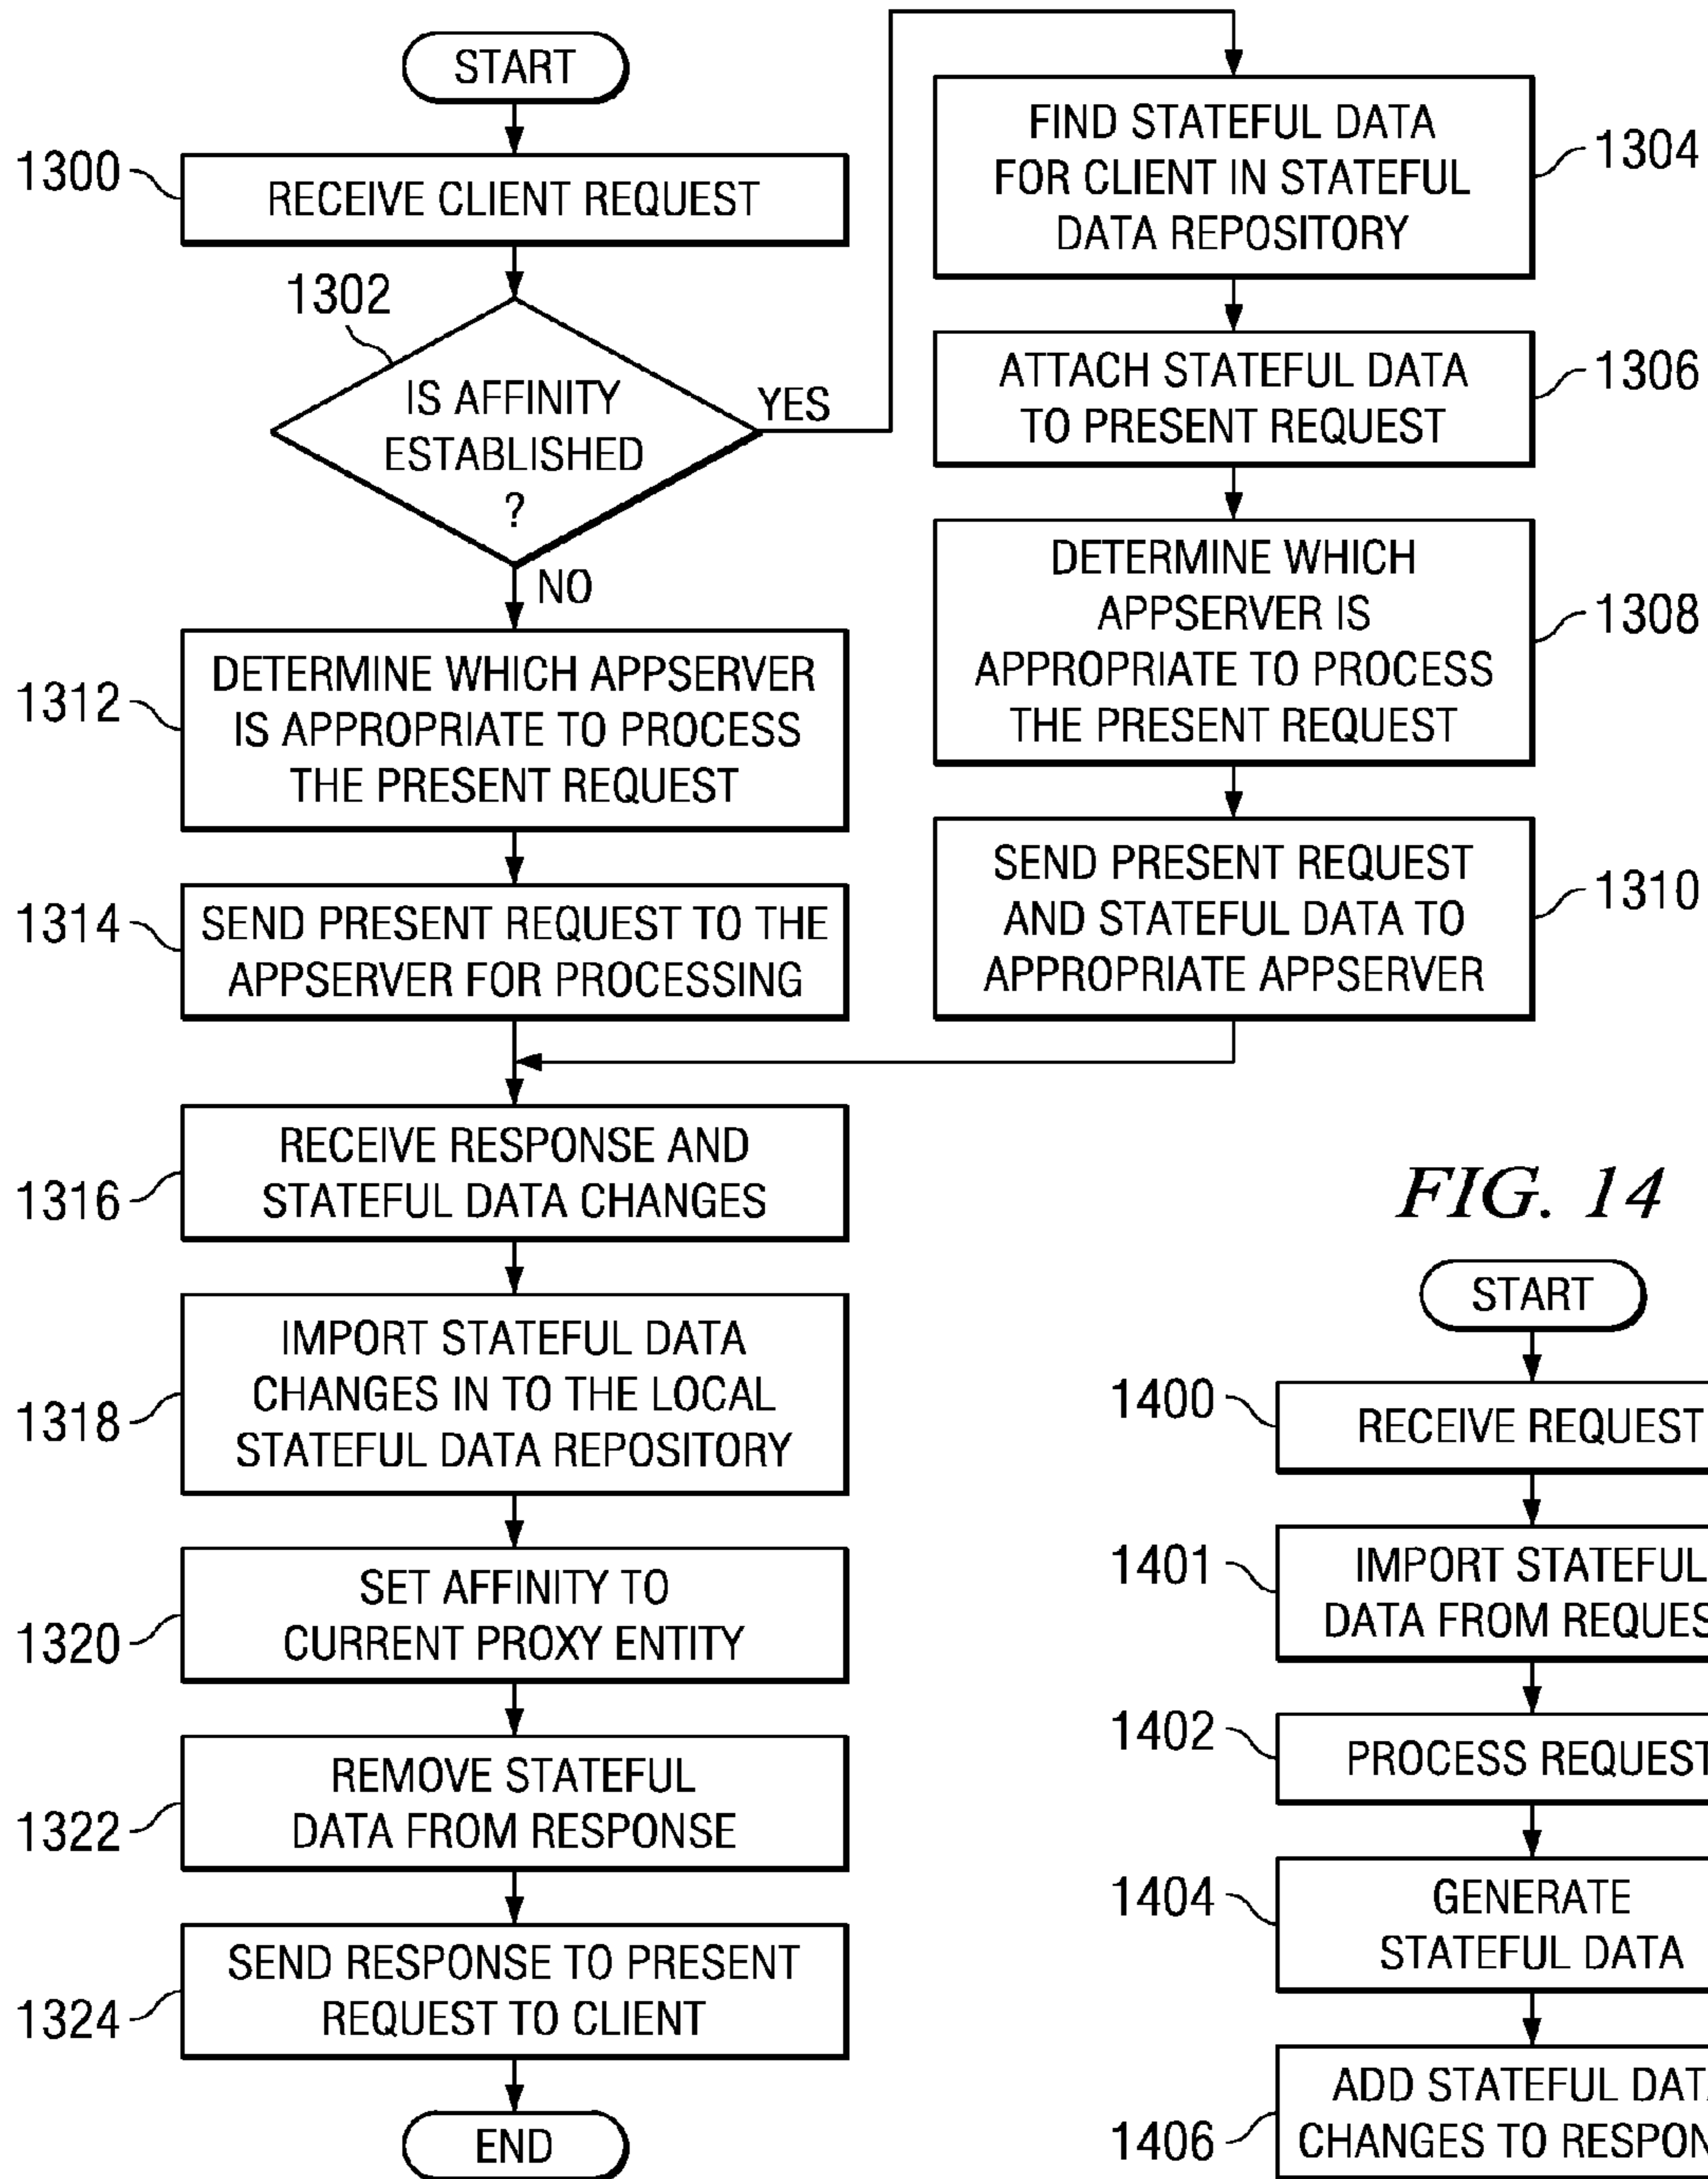 START
1300
RECEIVE CLIENT REQUEST
1302
IS AFFINITY
ESTABLISHED
?
YES
NO
1304
FIND STATEFUL DATA
FOR CLIENT IN STATEFUL
DATA REPOSITORY
1306
ATTACH STATEFUL DATA
TO PRESENT REQUEST
1308
DETERMINE WHICH
APPSERVER IS
APPROPRIATE TO PROCESS
THE PRESENT REQUEST
1310
SEND PRESENT REQUEST
AND STATEFUL DATA TO
APPROPRIATE APPSERVER
1312
DETERMINE WHICH APPSERVER
IS APPROPRIATE TO PROCESS
THE PRESENT REQUEST
1314
SEND PRESENT REQUEST TO THE
APPSERVER FOR PROCESSING
1316
RECEIVE RESPONSE AND
STATEFUL DATA CHANGES
1318
IMPORT STATEFUL DATA
CHANGES IN TO THE LOCAL
STATEFUL DATA REPOSITORY
1320
SET AFFINITY TO
CURRENT PROXY ENTITY
1322
REMOVE STATEFUL
DATA FROM RESPONSE
1324
SEND RESPONSE TO PRESENT
REQUEST TO CLIENT
END
FIG. 14
START
1400
RECEIVE REQUEST
1401
IMPORT STATEFUL
DATA FROM
1402
PROCESS REQUEST
1404
GENERATE
STATEFUL DATA
1406
ADD STATEFUL
CHANGES TO